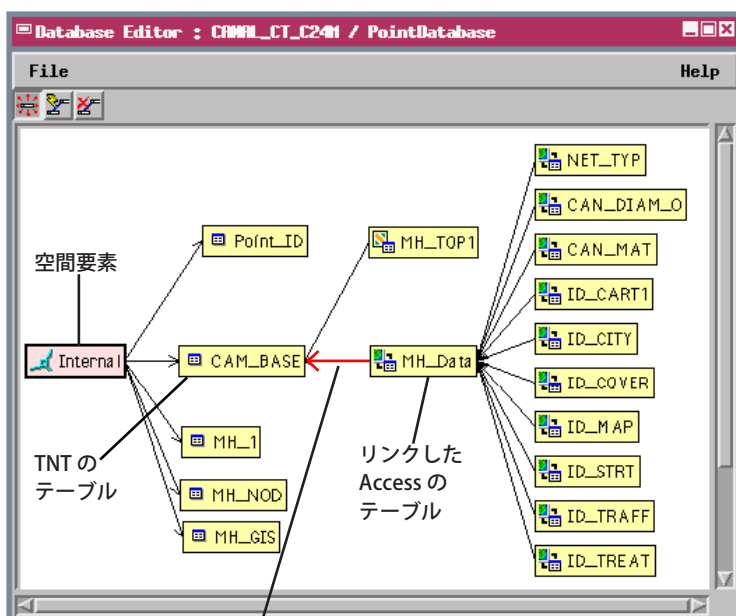 Database Editor : CANAL_CT_C24M / PointDatabase
File
Help
NET_TYP
CAN_DIAM_O
Point_ID
MH_TOP1
CAN_MAT
空間要素
ID_CART1
ID_CITY
Internal
CAM_BASE
MH_Data
ID_COVER
ID_MAP
MH_1
TNT の
テーブル
リンクした
Access の
テーブル
ID_STRT
MH_NOD
ID_TRAFF
MH_GIS
ID_TREAT